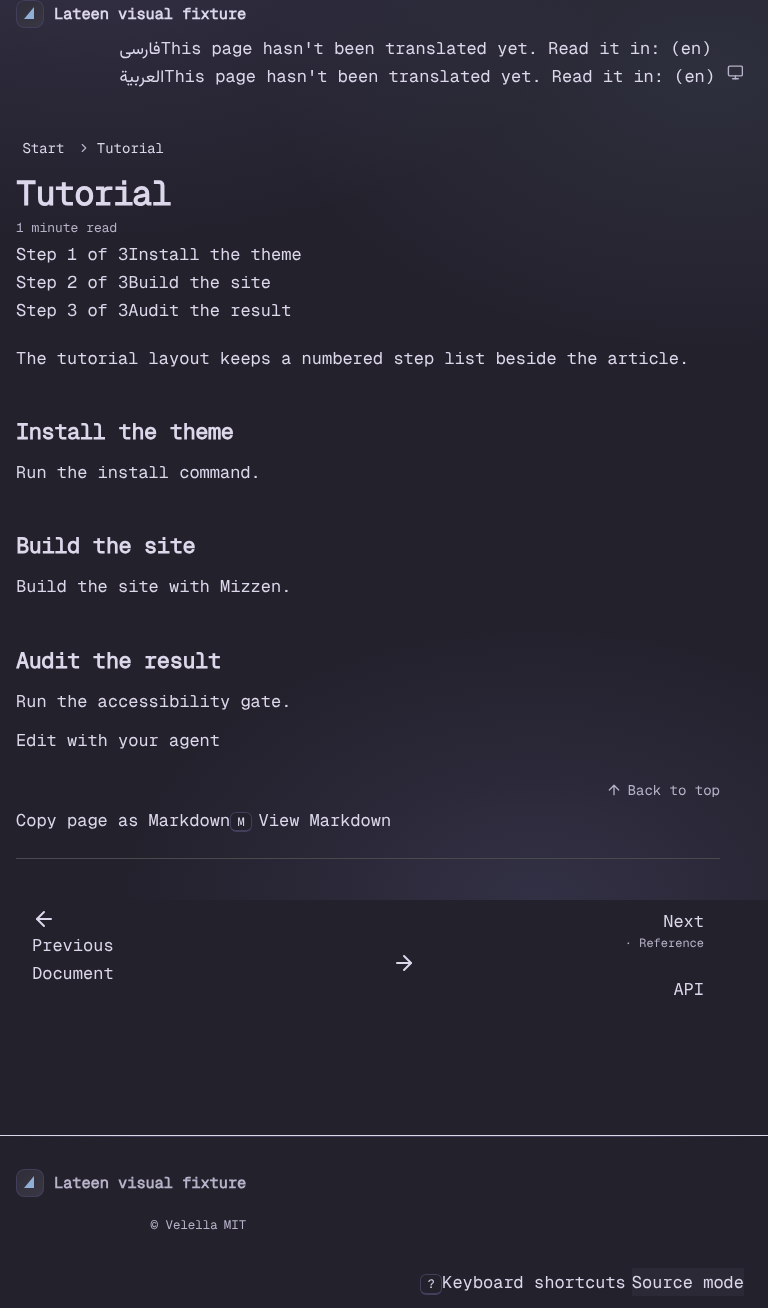 Lateen visual fixture
فارسی This page hasn't been translated yet. Read it in: (en)
العربية This page hasn't been translated yet. Read it in: (en)
Start > Tutorial
Tutorial
1 minute read
Step 1 of 3Install the theme
Step 2 of 3Build the site
Step 3 of 3Audit the result
The tutorial layout keeps a numbered step list beside the article.
Install the theme
Run the install command.
Build the site
Build the site with Mizzen.
Audit the result
Run the accessibility gate.
Edit with your agent
↑ Back to top
Copy page as Markdown M View Markdown
←
Previous
Document
→
Next
· Reference
API
Lateen visual fixture
© Velella MIT
? Keyboard shortcuts Source mode